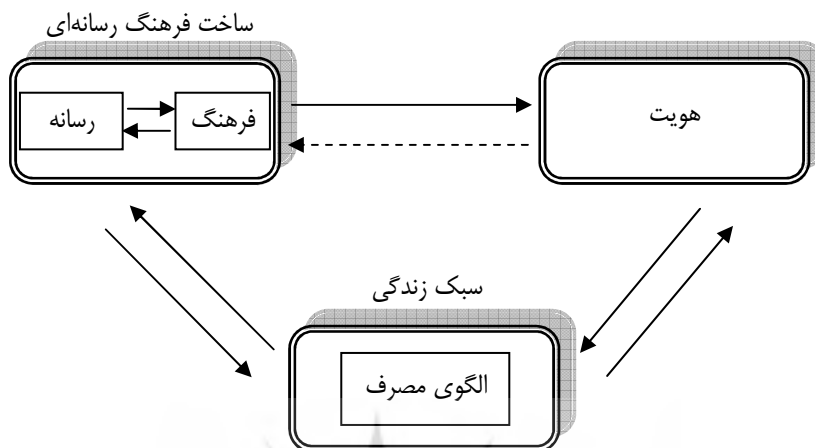 ساخت فرهنگ رسانه‌ای
هویت
فرهنگ
رسانه
سبک زندگی
الگوی مصرف